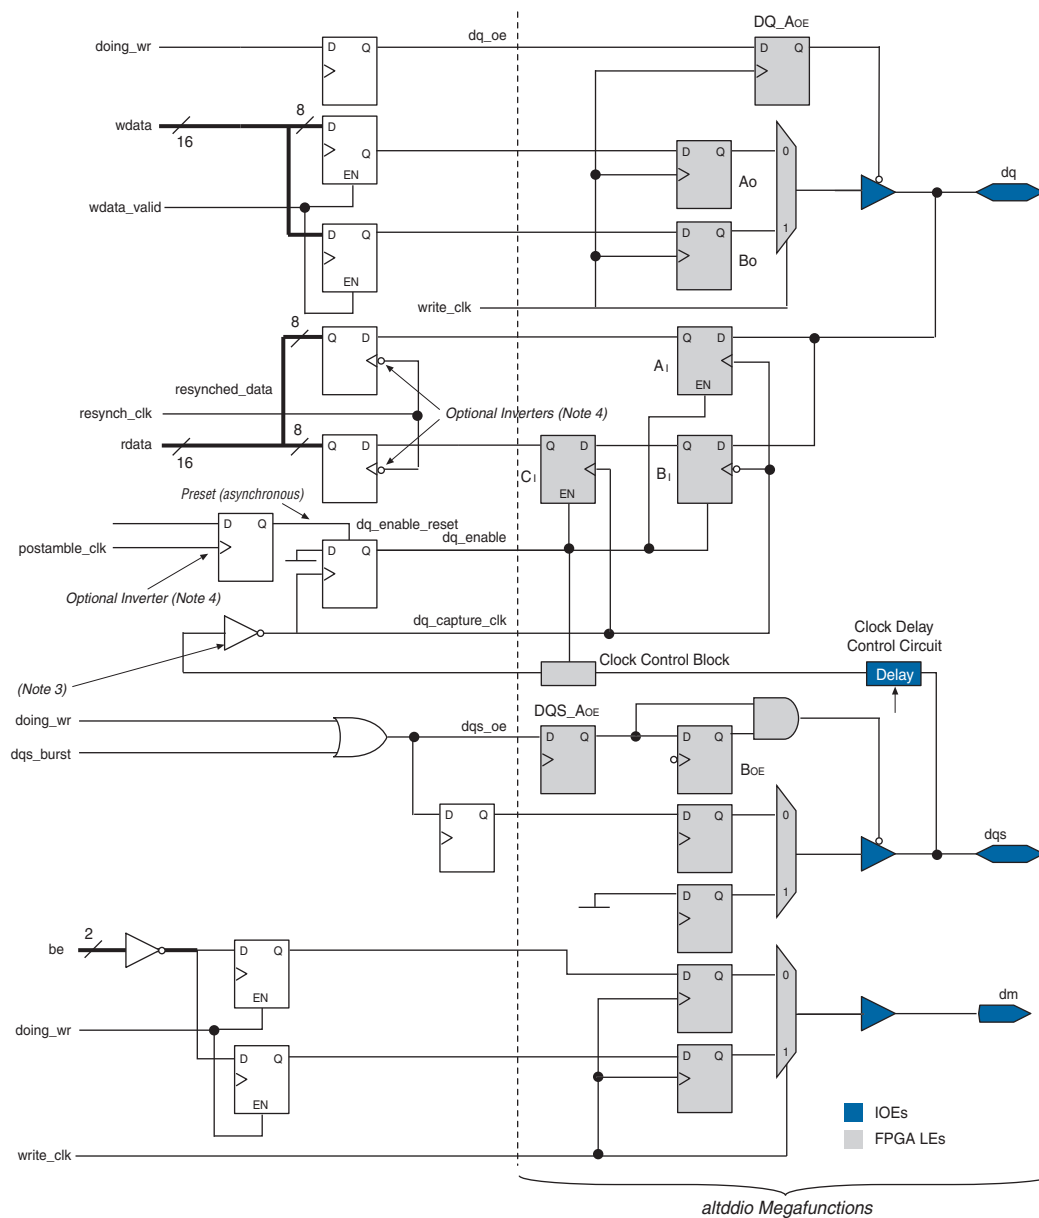 DQ_AOE
doing_wr
D Q
dq_oe
D Q
wdata
16
8
D
Q
EN
D Q
Ao
0
dq
wdata_valid
D Q
EN
D Q
Bo
1
write_clk
8
Q D
Q D
AI
EN
resynched_data
resynch_clk
Optional Inverters (Note 4)
rdata
16
8
Q D
Q D
CI
EN
Q D
BI
Preset (asynchronous)
D Q
dq_enable_reset
postamble_clk
D Q
dq_enable
Optional Inverter (Note 4)
dq_capture_clk
Clock Delay
Control Circuit
Clock Control Block
Delay
(Note 3)
doing_wr
DQS_AOE
dqs_oe
D Q
D Q
BOE
dqs_burst
D Q
D Q
0
dqs
D Q
1
be
2
D Q
EN
D Q
0
dm
doing_wr
D Q
EN
D Q
1
IOEs
FPGA LEs
write_clk
altddio Megafunctions